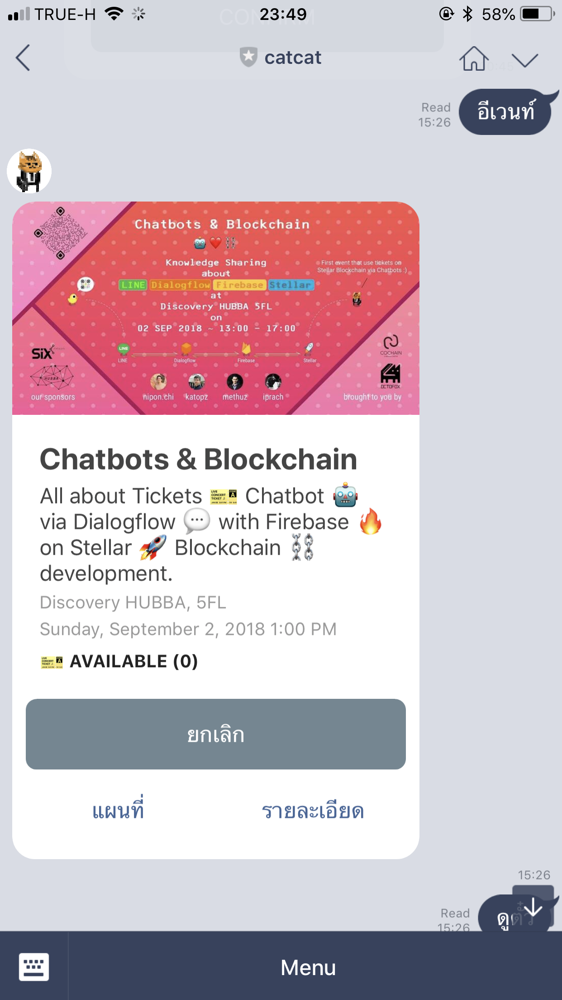 TRUE-H
23:49
58%
CONFIRM
catcat
อีเวนท์
Read
15:26
Chatbots & Blockchain
Knowledge Sharing
about
LINE Dialogflow Firebase Stellar
at
Discovery HUBBA 5FL
on
02 SEP 2018 ~ 13:00 - 17:00
First event that use tickets on
Stellar Blockchain via Chatbots :)
LINE
LINE
Dialogflow
Firebase
Stellar
SiX
HUBBA
our sponsors
nipon.chi
katopz
methuz
iprach
COCHAIN
OCTOFOX
brought to you by
Chatbots & Blockchain
All about Tickets Chatbot
via Dialogflow with Firebase
on Stellar Blockchain
development.
Discovery HUBBA, 5FL
Sunday, September 2, 2018 1:00 PM
AVAILABLE (0)
ยกเลิก
แผนที่
รายละเอียด
15:26
Read
15:26
ดูตั๋ว
Menu